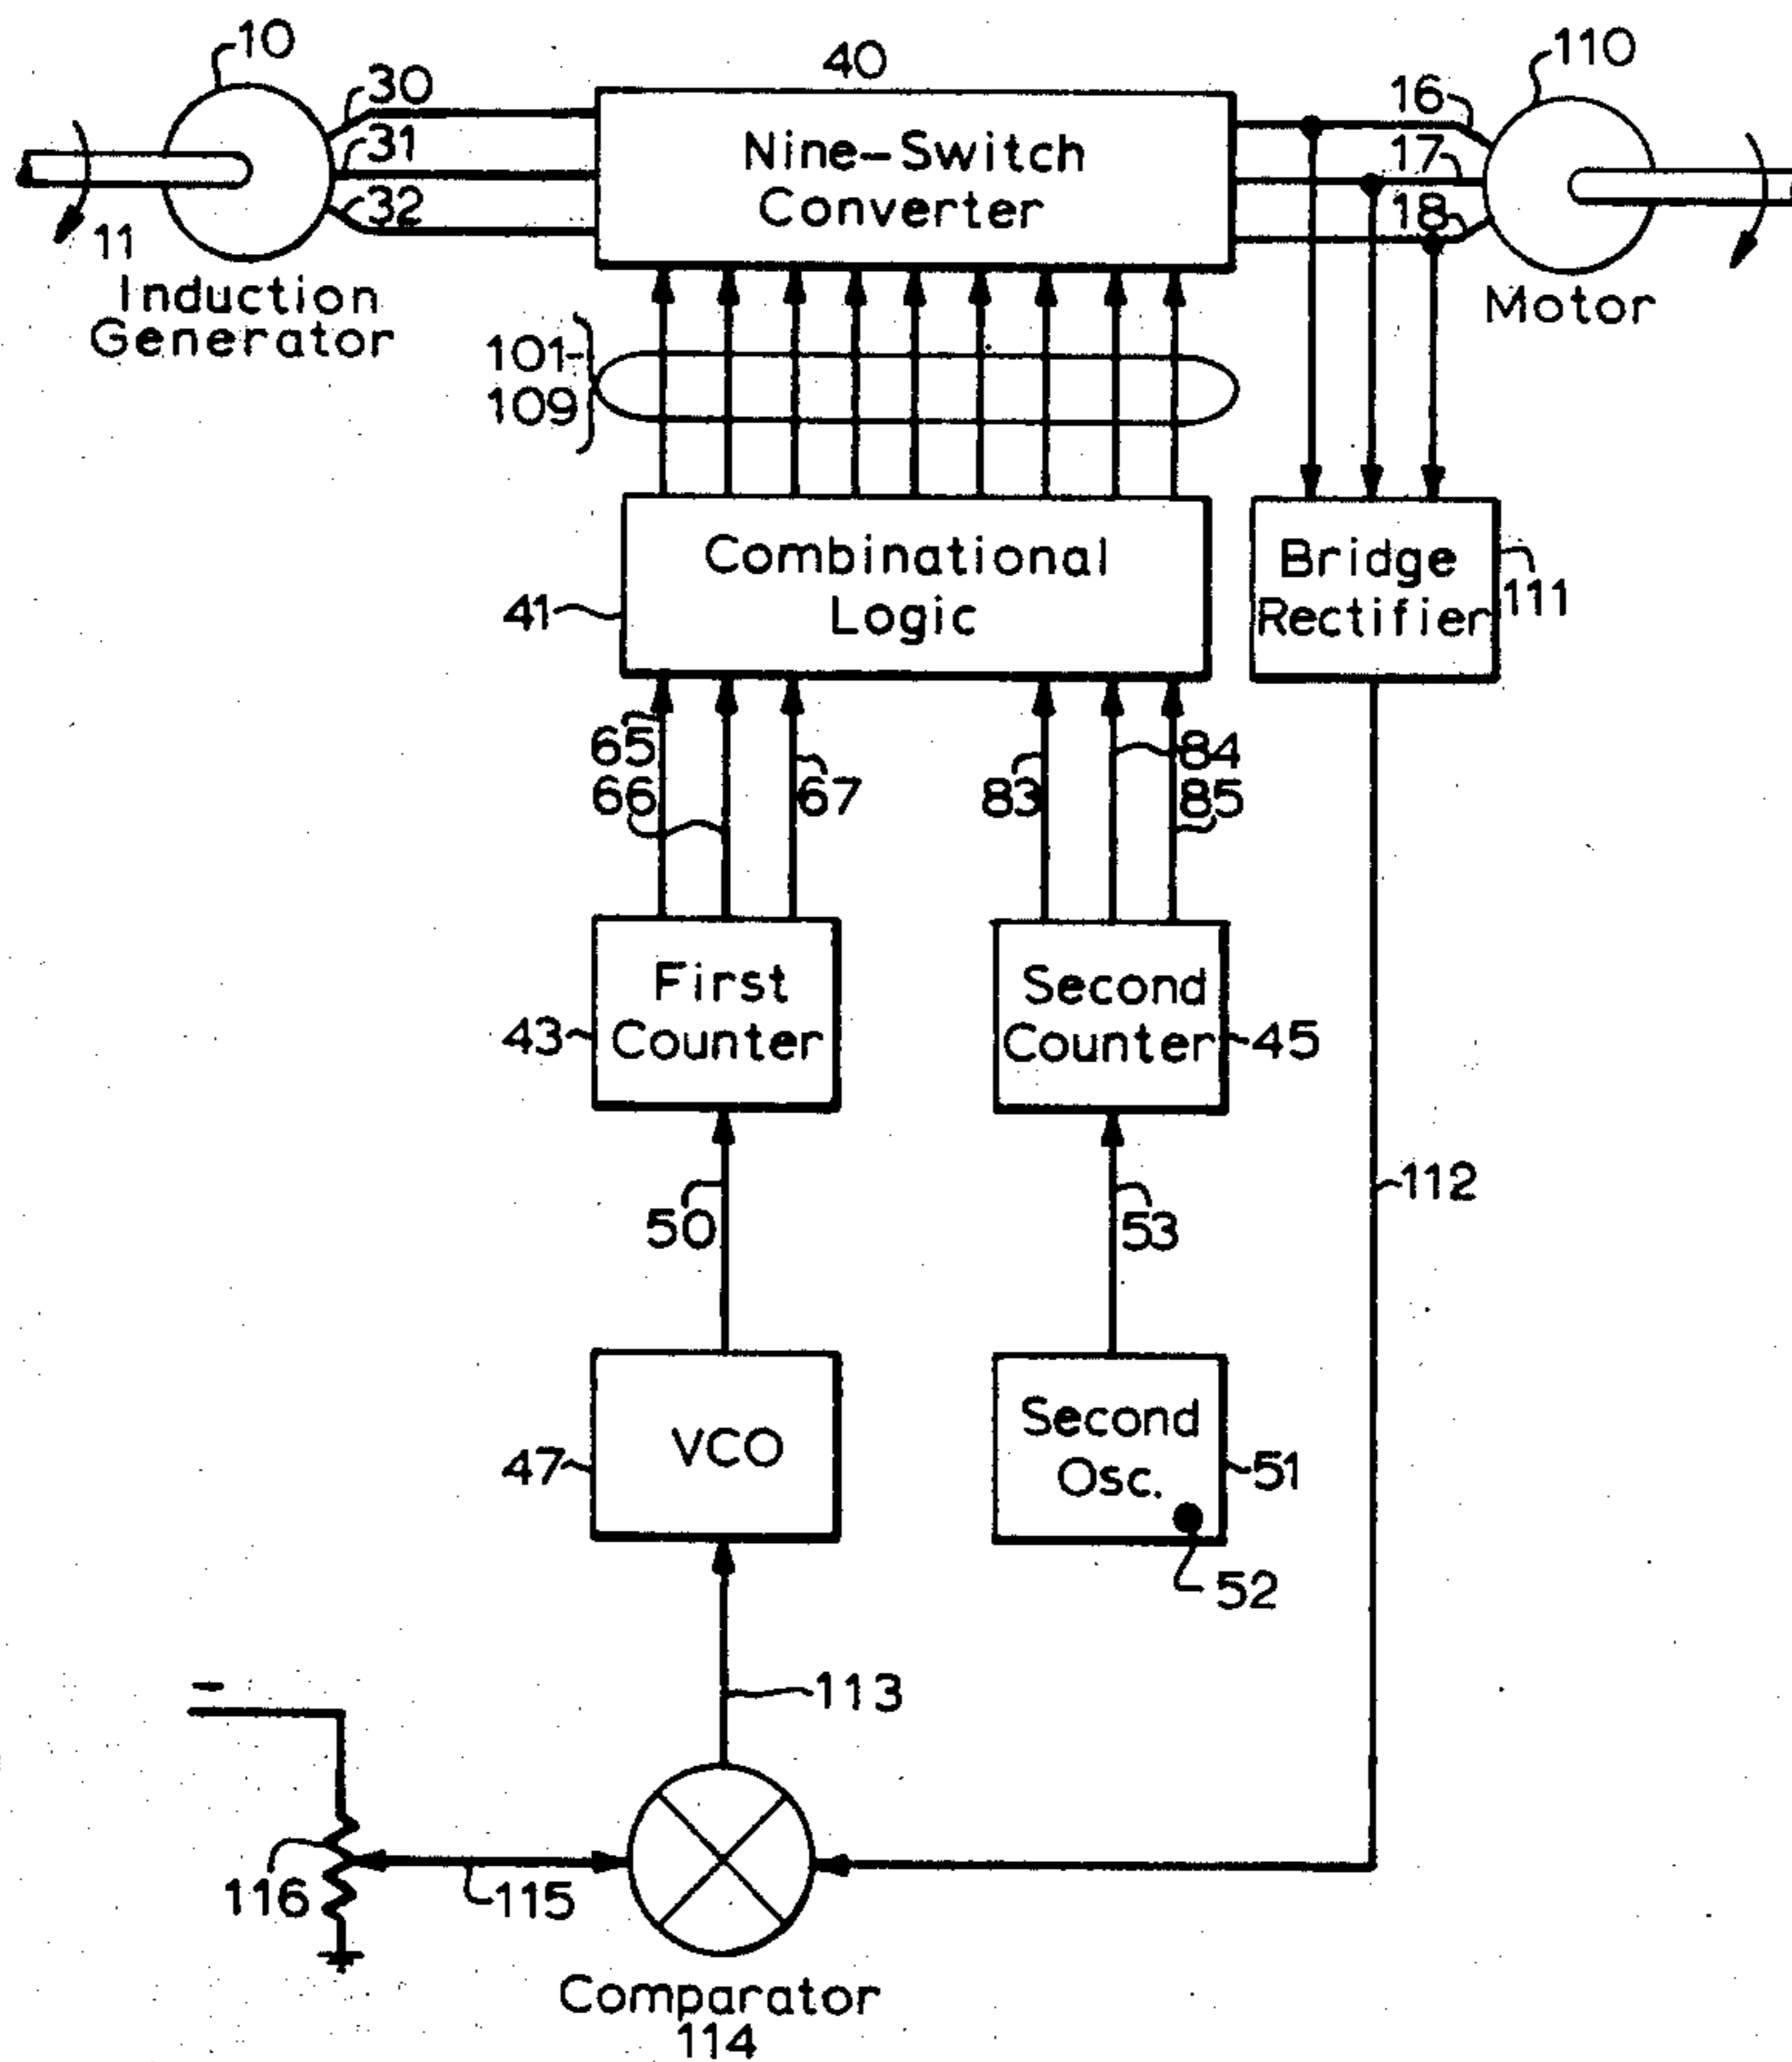 10
30
31
32
11
Induction
Generator
40
Nine-Switch
Converter
16
17
18
110
Motor
101-
109
Combinational
Logic
41
Bridge
Rectifier
111
65
66
67
83
84
85
First
Counter
43
Second
Counter
45
50
53
112
VCO
47
Second
Osc.
51
52
113
-
116
115
Comparator
114